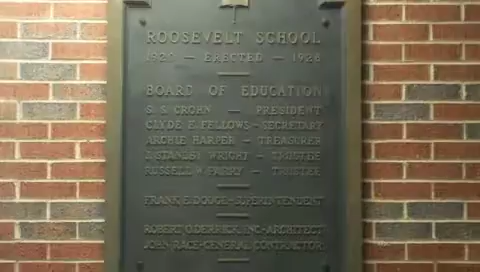 ROOSEVELT SCHOOL
ERECTED
BOARD OF EDUCATION
S. S. CROHN — PRESIDENT
CLYDE E. FELLOWS - SECRETARY
ARCHIE HARPER - TREASURER
STANLEY WRIGHT - TRUSTEE
RUSSELL W. PARRY - TRUSTEE
FRANK E. DODGE - SUPERINTENDENT
ROBERT O. DERRICK, INC - ARCHITECT
JOHN RACE - GENERAL CONTRACTOR